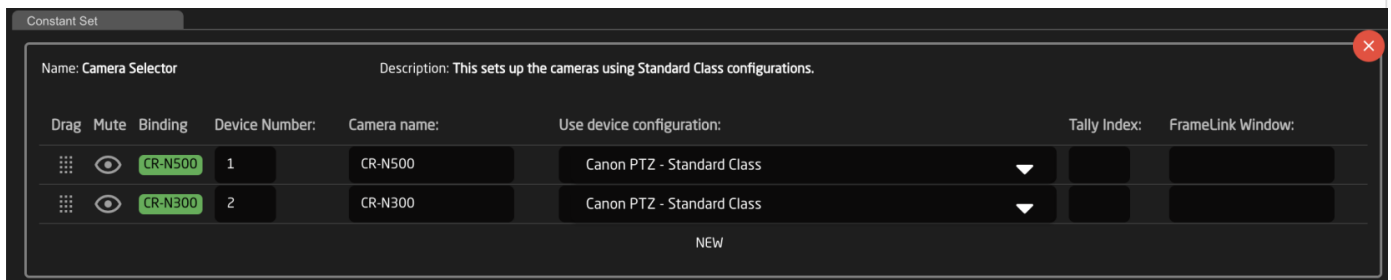 Constant Set
Name: Camera Selector Description: This sets up the cameras using Standard Class configurations.
Drag Mute Binding Device Number: Camera name: Use device configuration: Tally Index: FrameLink Window:
CR-N500 1 CR-N500 Canon PTZ - Standard Class
CR-N300 2 CR-N300 Canon PTZ - Standard Class
NEW